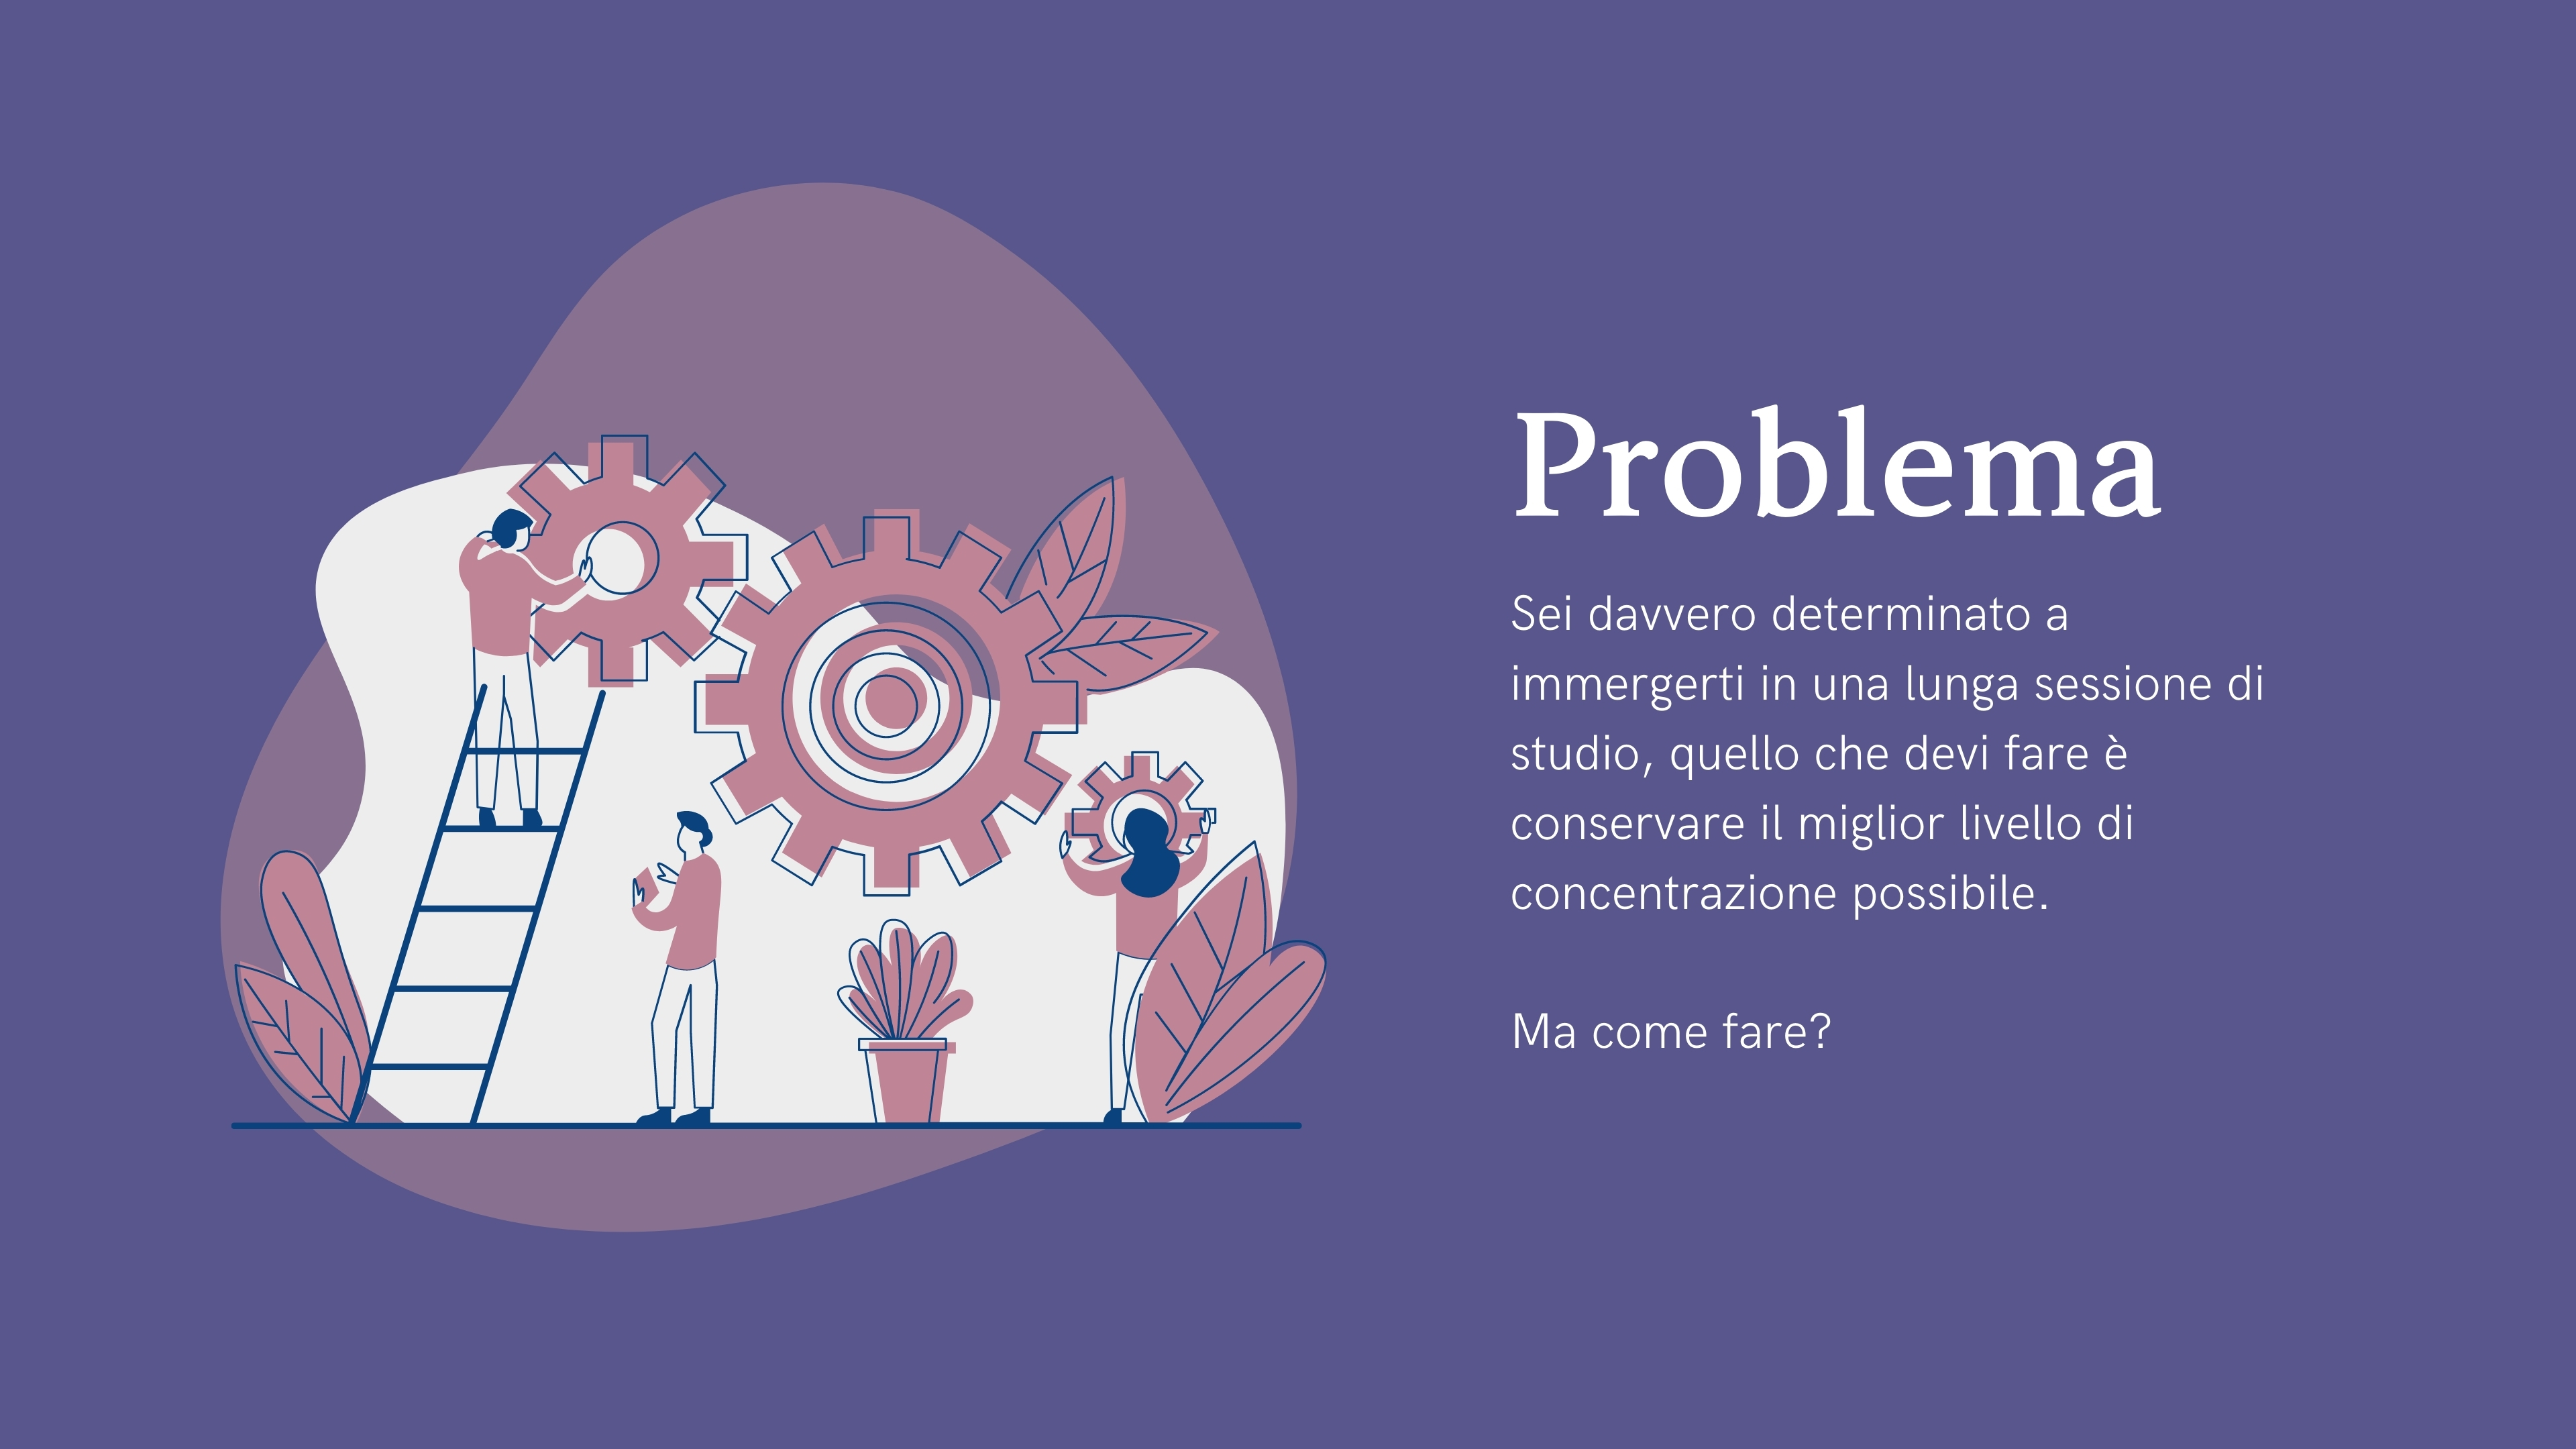 Problema
Sei davvero determinato a
immergerti in una lunga sessione di
studio, quello che devi fare è
conservare il miglior livello di
concentrazione possibile.
Ma come fare?